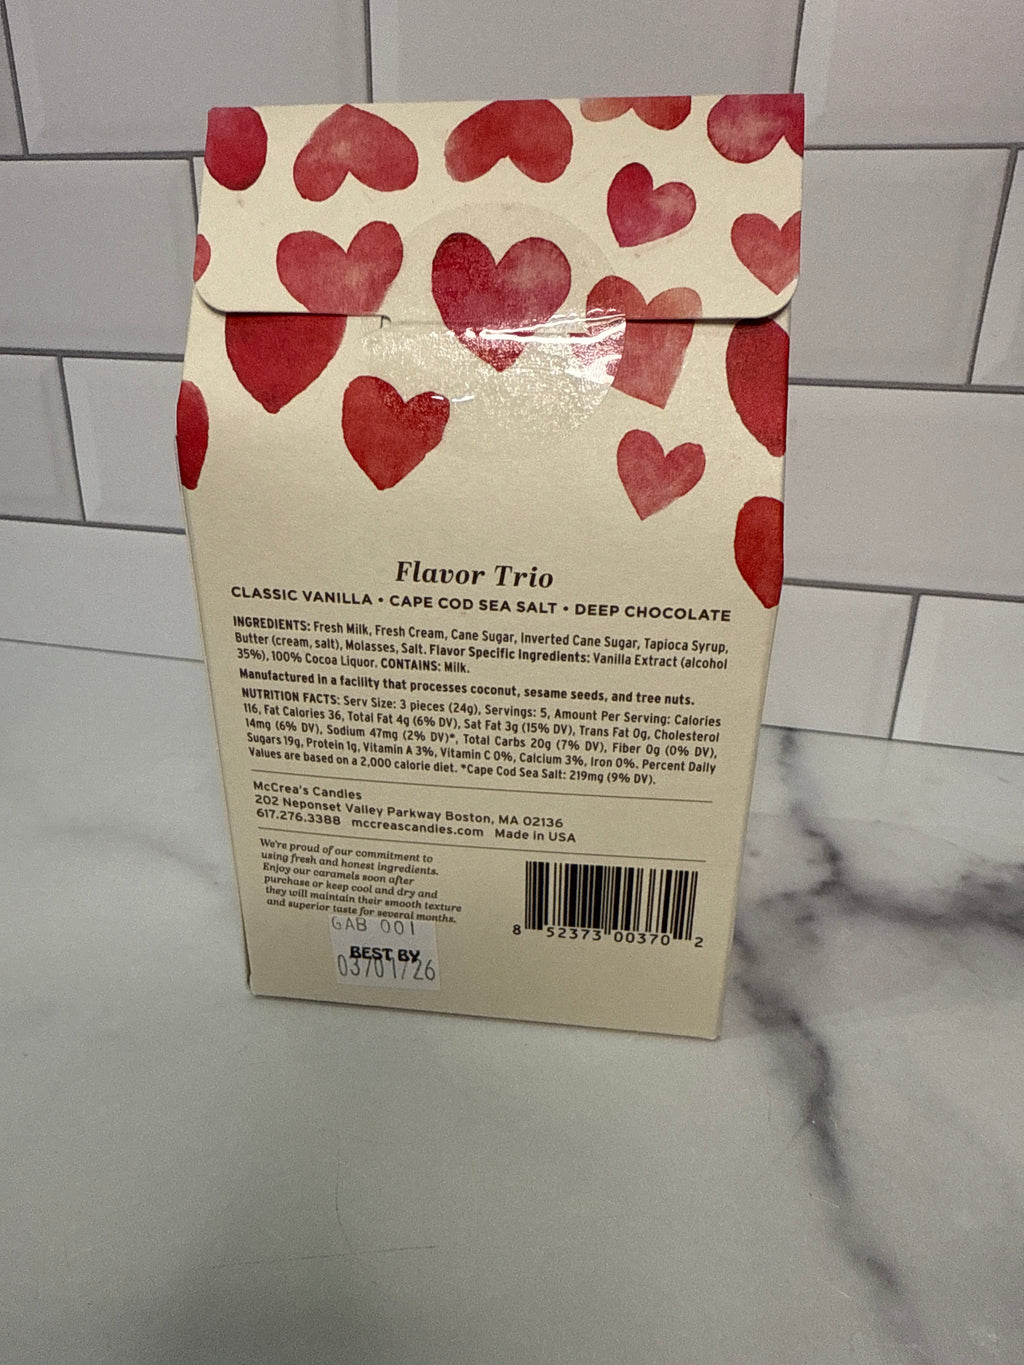 Flavor Trio
CLASSIC VANILLA • CAPE COD SEA SALT • DEEP CHOCOLATE
INGREDIENTS: Fresh Milk, Fresh Cream, Cane Sugar, Inverted Cane Sugar, Tapioca Syrup,
Butter (cream, salt), Molasses, Salt. Flavor Specific Ingredients: Vanilla Extract (alcohol
35%), 100% Cocoa Liquor. CONTAINS: Milk.
Manufactured in a facility that processes coconut, sesame seeds, and tree nuts.
NUTRITION FACTS: Serv Size: 3 pieces (24g), Servings: 5, Amount Per Serving: Calories
116, Fat Calories 36, Total Fat 4g (6% DV), Sat Fat 3g (15% DV), Trans Fat 0g, Cholesterol
14mg (6% DV), Sodium 47mg (2% DV)*, Total Carbs 20g (7% DV), Fiber 0g (0% DV),
Sugars 19g, Protein 1g, Vitamin A 3%, Vitamin C 0%, Calcium 3%, Iron 0%. Percent Daily
Values are based on a 2,000 calorie diet. *Cape Cod Sea Salt: 219mg (9% DV).
McCrea's Candies
202 Neponset Valley Parkway Boston, MA 02136
617.276.3388 mccreascandies.com Made in USA
We're proud of our commitment to
using fresh and honest ingredients.
Enjoy our caramels soon after
purchase or keep cool and dry and
they will maintain their smooth texture
and superior taste for several months.
8 52373 00370 2
GAB 001
BEST BY
03/01/26